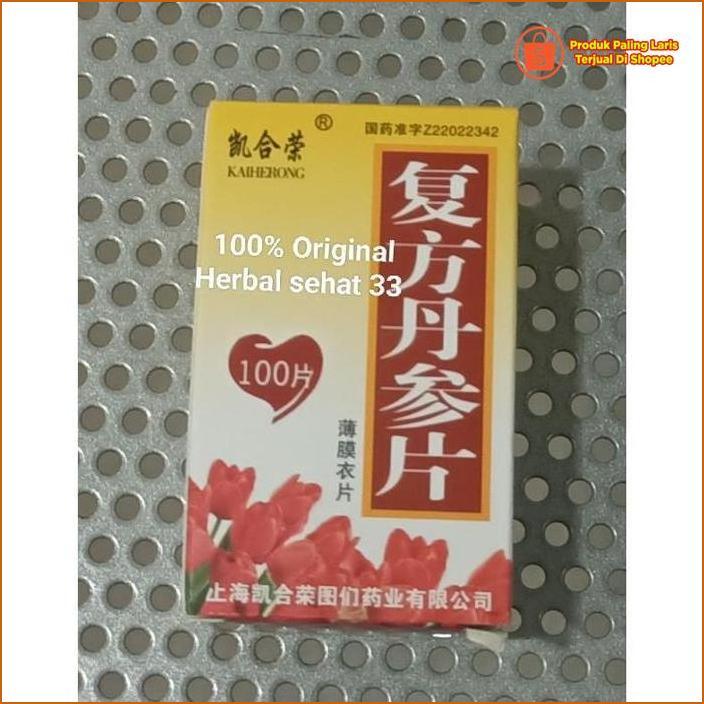 Produk Paling Laris
Terjual Di Shopee
国药准字Z22022342
凯合荣®
KAIHERONG
复方丹参片
100% Original
Herbal sehat 33
100片
薄膜衣片
上海凯合荣图们药业有限公司